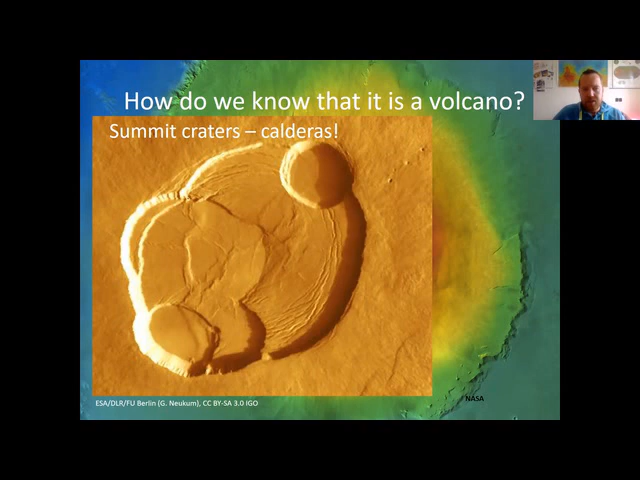 How do we know that it is a volcano?
Summit craters – calderas!
ESA/DLR/FU Berlin (G. Neukum), CC BY-SA 3.0 IGO
NASA